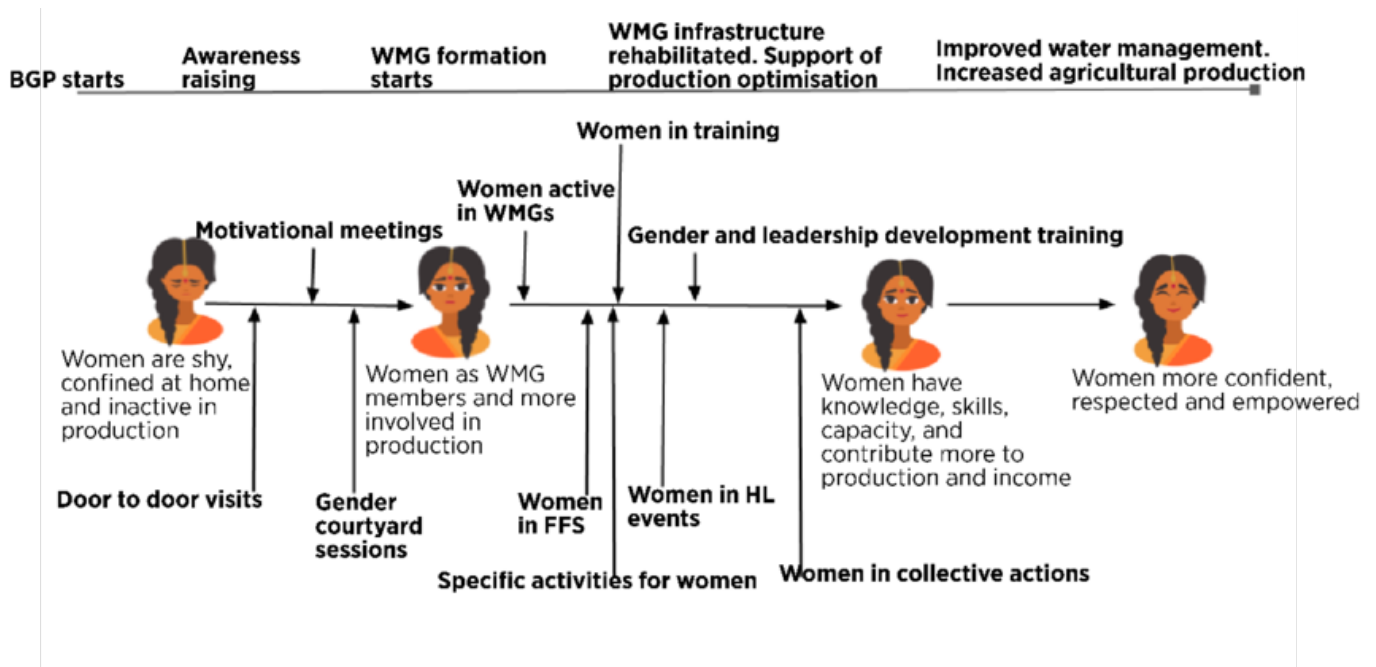 BGP starts
Awareness
raising
WMG formation
starts
WMG infrastructure
rehabilitated. Support of
production optimisation
Improved water management.
Increased agricultural production
Women in training
Women active
in WMGs
Motivational meetings
Gender and leadership development training
Women are shy,
confined at home
and inactive in
production
Women as WMG
members and more
involved in
production
Women have
knowledge, skills,
capacity, and
contribute more to
production and income
Women more confident,
respected and empowered
Door to door visits
Gender
courtyard
sessions
Women
in FFS
Women in HL
events
Specific activities for women
Women in collective actions